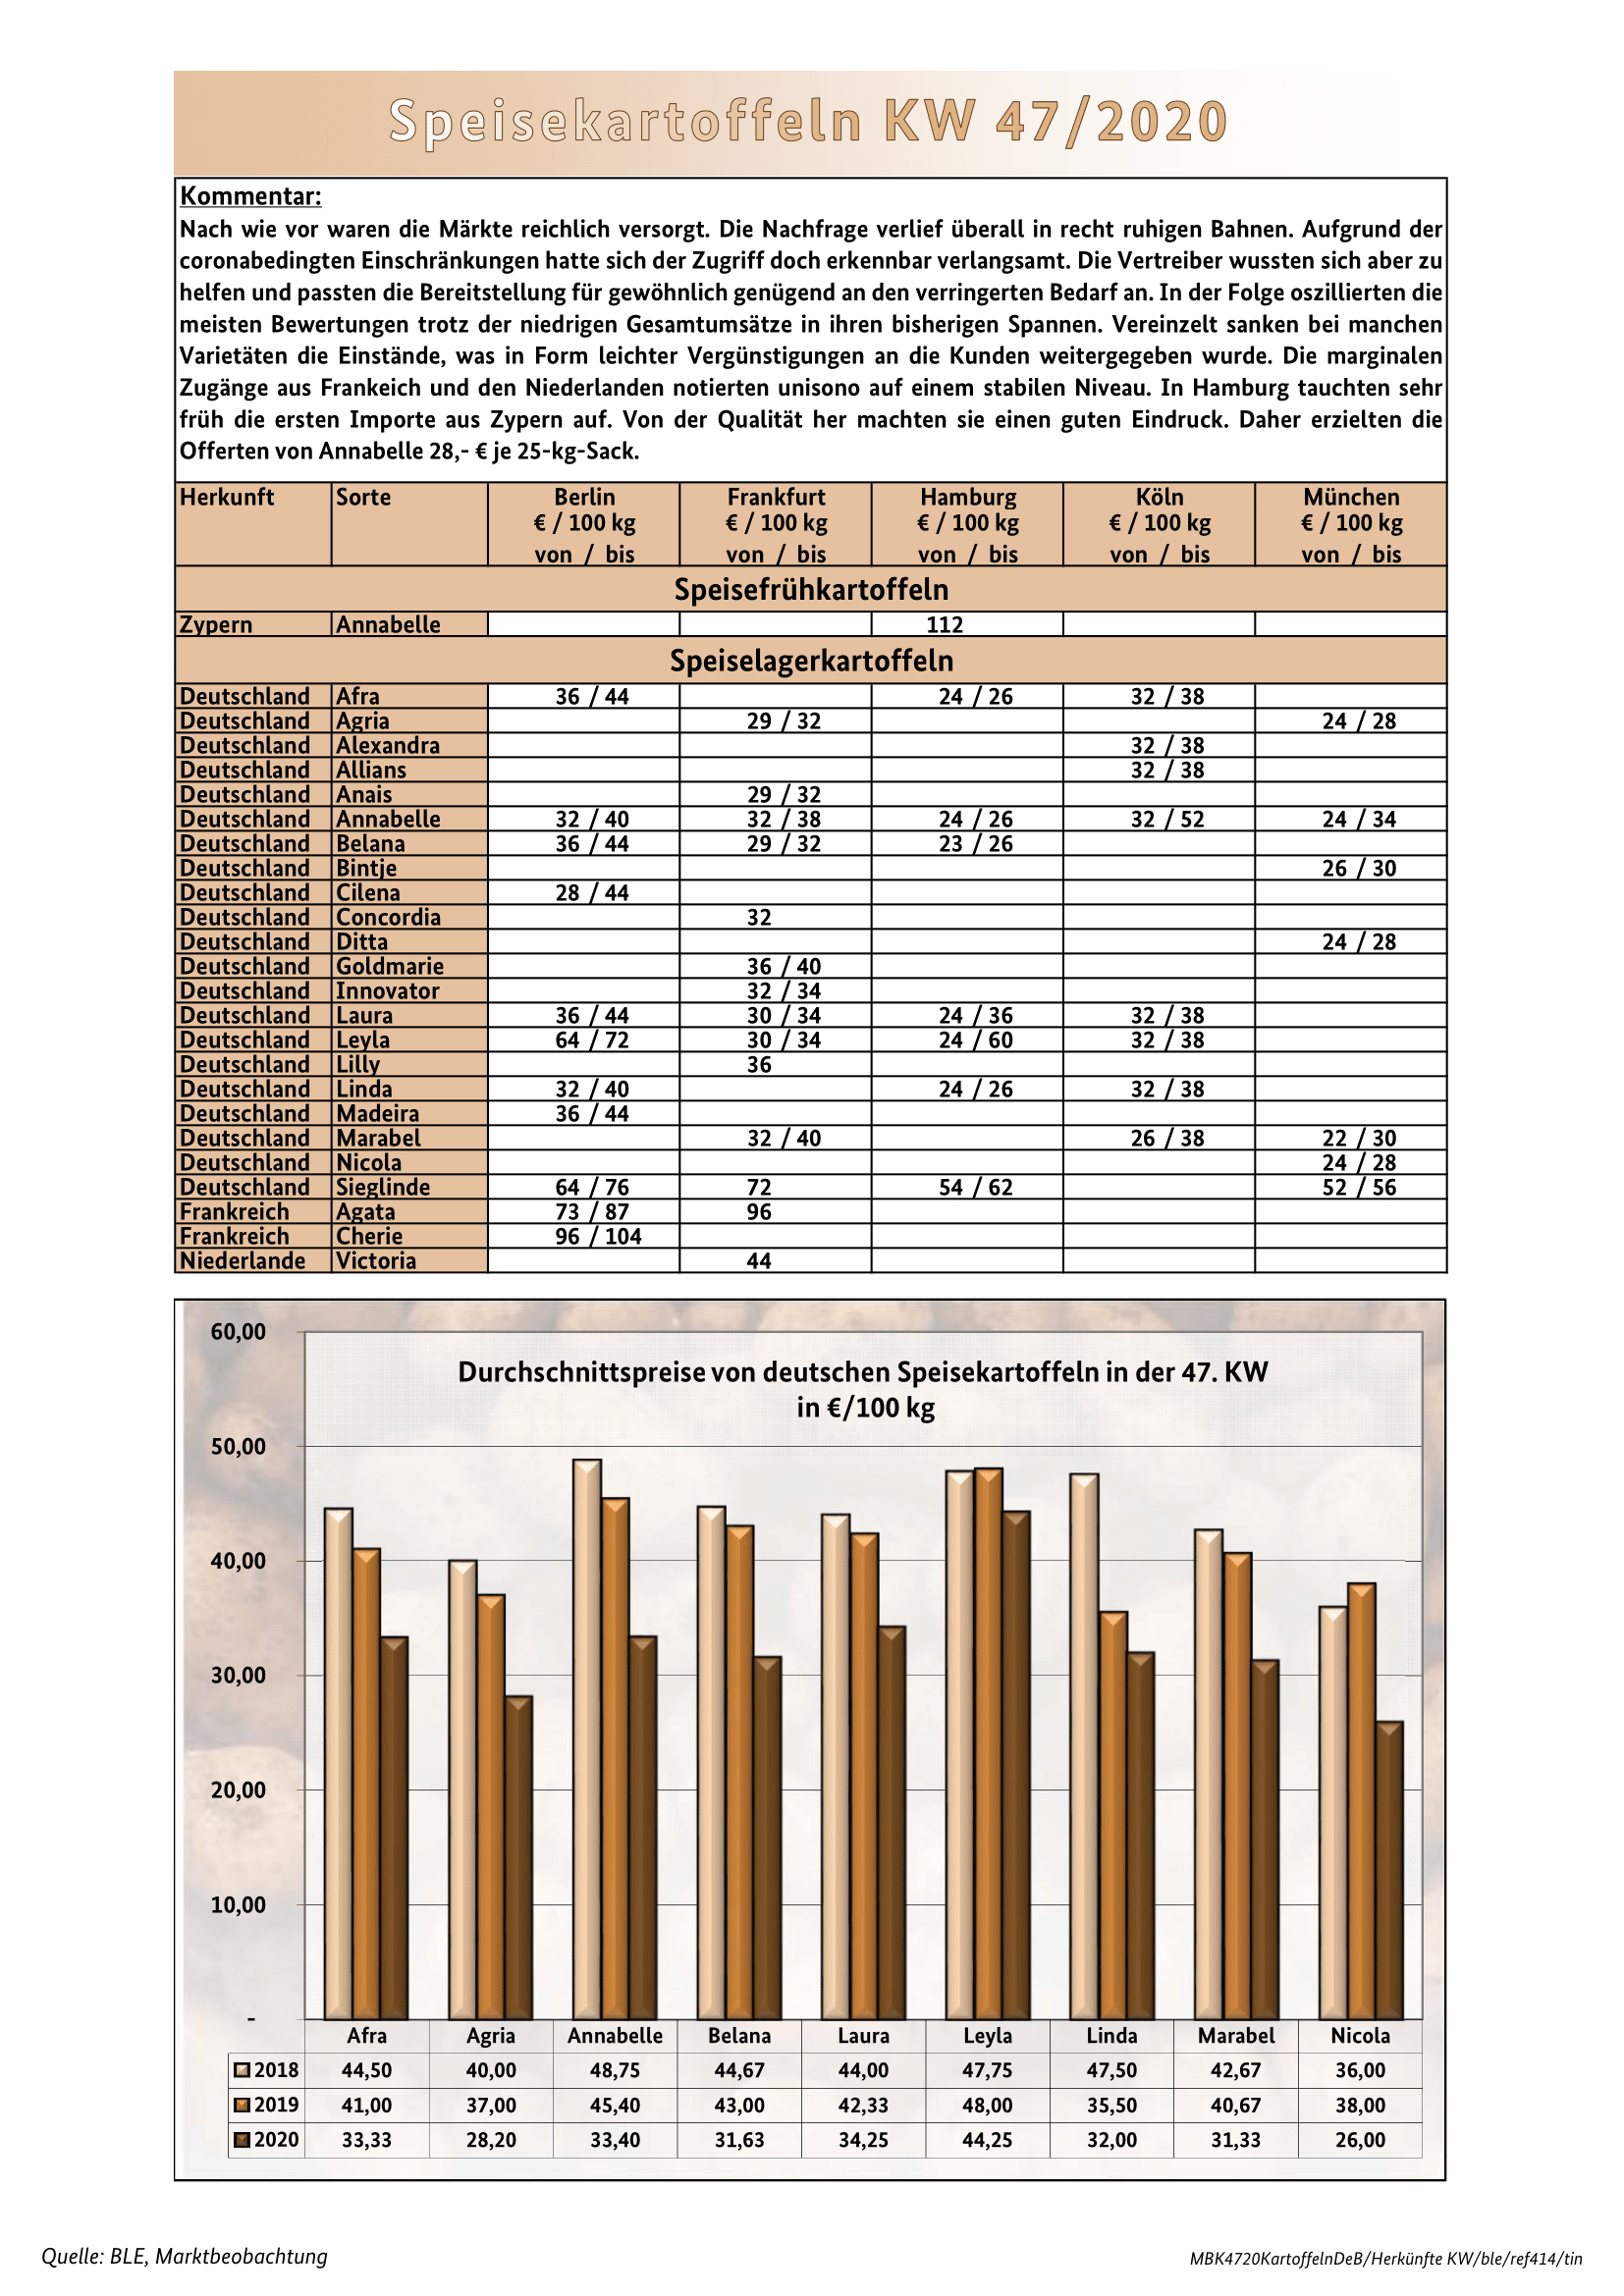 Speisekartoffeln KW 47/2020
Kommentar:
Nach wie vor waren die Märkte reichlich versorgt. Die Nachfrage verlief überall in recht ruhigen Bahnen. Aufgrund der
coronabedingten Einschränkungen hatte sich der Zugriff doch erkennbar verlangsamt. Die Vertreiber wussten sich aber zu
helfen und passten die Bereitstellung für gewöhnlich genügend an den verringerten Bedarf an. In der Folge oszillierten die
meisten Bewertungen trotz der niedrigen Gesamtumsätze in ihren bisherigen Spannen. Vereinzelt sanken bei manchen
Varietäten die Einstände, was in Form leichter Vergünstigungen an die Kunden weitergegeben wurde. Die marginalen
Zugänge aus Frankeich und den Niederlanden notierten unisono auf einem stabilen Niveau. In Hamburg tauchten sehr
früh die ersten Importe aus Zypern auf. Von der Qualität her machten sie einen guten Eindruck. Daher erzielten die
Offerten von Annabelle 28,- € je 25-kg-Sack.
Herkunft Sorte Berlin Frankfurt Hamburg Köln München
€ / 100 kg € / 100 kg € / 100 kg € / 100 kg € / 100 kg
von / bis von / bis von / bis von / bis von / bis
Speisefrühkartoffeln
Zypern Annabelle 112
Speiselagerkartoffeln
Deutschland Afra 36 / 44 24 / 26 32 / 38
Deutschland Agria 29 / 32 24 / 28
Deutschland Alexandra 32 / 38
Deutschland Allians 32 / 38
Deutschland Anais 29 / 32
Deutschland Annabelle 32 / 40 32 / 38 24 / 26 32 / 52 24 / 34
Deutschland Belana 36 / 44 29 / 32 23 / 26
Deutschland Bintje 26 / 30
Deutschland Cilena 28 / 44
Deutschland Concordia 32
Deutschland Ditta 24 / 28
Deutschland Goldmarie 36 / 40
Deutschland Innovator 32 / 34
Deutschland Laura 36 / 44 30 / 34 24 / 36 32 / 38
Deutschland Leyla 64 / 72 30 / 34 24 / 60 32 / 38
Deutschland Lilly 36
Deutschland Linda 32 / 40 24 / 26 32 / 38
Deutschland Madeira 36 / 44
Deutschland Marabel 32 / 40 26 / 38 22 / 30
Deutschland Nicola 24 / 28
Deutschland Sieglinde 64 / 76 72 54 / 62 52 / 56
Frankreich Agata 73 / 87 96
Frankreich Cherie 96 / 104
Niederlande Victoria 44
Durchschnittspreise von deutschen Speisekartoffeln in der 47. KW
in €/100 kg
60,00
50,00
40,00
30,00
20,00
10,00
-
Afra Agria Annabelle Belana Laura Leyla Linda Marabel Nicola
2018 44,50 40,00 48,75 44,67 44,00 47,75 47,50 42,67 36,00
2019 41,00 37,00 45,40 43,00 42,33 48,00 35,50 40,67 38,00
2020 33,33 28,20 33,40 31,63 34,25 44,25 32,00 31,33 26,00
Quelle: BLE, Marktbeobachtung
MBK4720KartoffelnDeB/Herkünfte KW/ble/ref414/tin